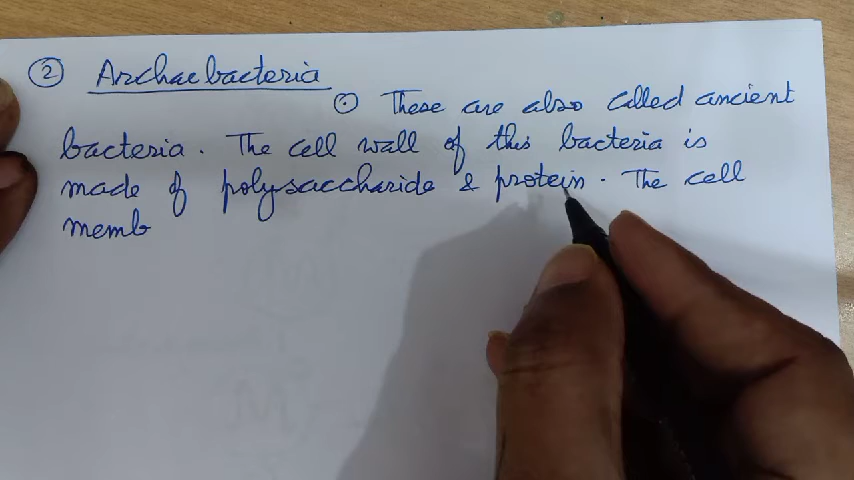 ② Archaebacteria
⊙ These are also called ancient
bacteria. The cell wall of this bacteria is
made of polysaccharide & protein. The cell
memb